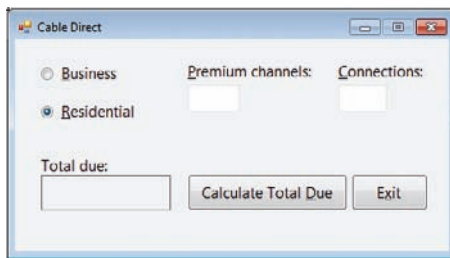 Cable Direct
Business
Premium channels:
Connections:
Residential
Total due:
Calculate Total Due
Exit